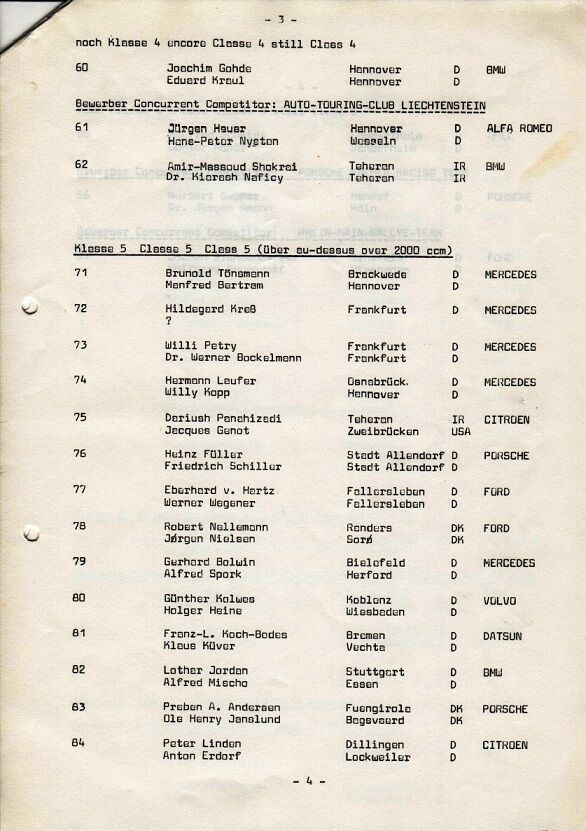 - 3 -
noch Klasse 4 encore Classe 4 still Class 4
60 Joachim Gohde Hannover D BMW
Eduard Kraul Hannover D
Bewerber Concurrent Competitor: AUTO-TOURING-CLUB LIECHTENSTEIN
61 Jürgen Heuer Hannover D ALFA ROMEO
Hans-Peter Nysten Wesseln D
62 Amir-Massoud Shokrai Teheran IR BMW
Dr. Kiarash Naficy Teheran IR
Klasse 5 Classe 5 Class 5 (über au-dessus over 2000 ccm)
71 Brunold Tönsmann Brackwede D MERCEDES
Manfred Bertram Hannover D
72 Hildegard Kreß Frankfurt D MERCEDES
?
73 Willi Petry Frankfurt D MERCEDES
Dr. Werner Bockelmann Frankfurt D
74 Hermann Laufer Osnabrück. D MERCEDES
Willy Kopp Hannover D
75 Dariush Panahizadi Teheran IR CITROEN
Jacques Genot Zweibrücken USA
76 Heinz Füller Stadt Allendorf D PORSCHE
Friedrich Schiller Stadt Allendorf D
77 Eberhard v. Hertz Fallersleben D FORD
Werner Wegener Fallersleben D
78 Robert Nellemann Randers DK FORD
Jørgen Nielsen Sorø DK
79 Gerhard Bolwin Bielefeld D MERCEDES
Alfred Spork Herford D
80 Günther Kolwes Koblenz D VOLVO
Holger Heine Wiesbaden D
81 Franz-L. Koch-Bodes Bremen D DATSUN
Klaus Küver Vechta D
82 Lothar Jordan Stuttgart D BMW
Alfred Mischo Essen D
83 Preben A. Andersen Fuengirola DK PORSCHE
Ole Henry Janslund Bagsvaerd DK
84 Peter Linden Dillingen D CITROEN
Anton Erdorf Lockweiler D
- 4 -